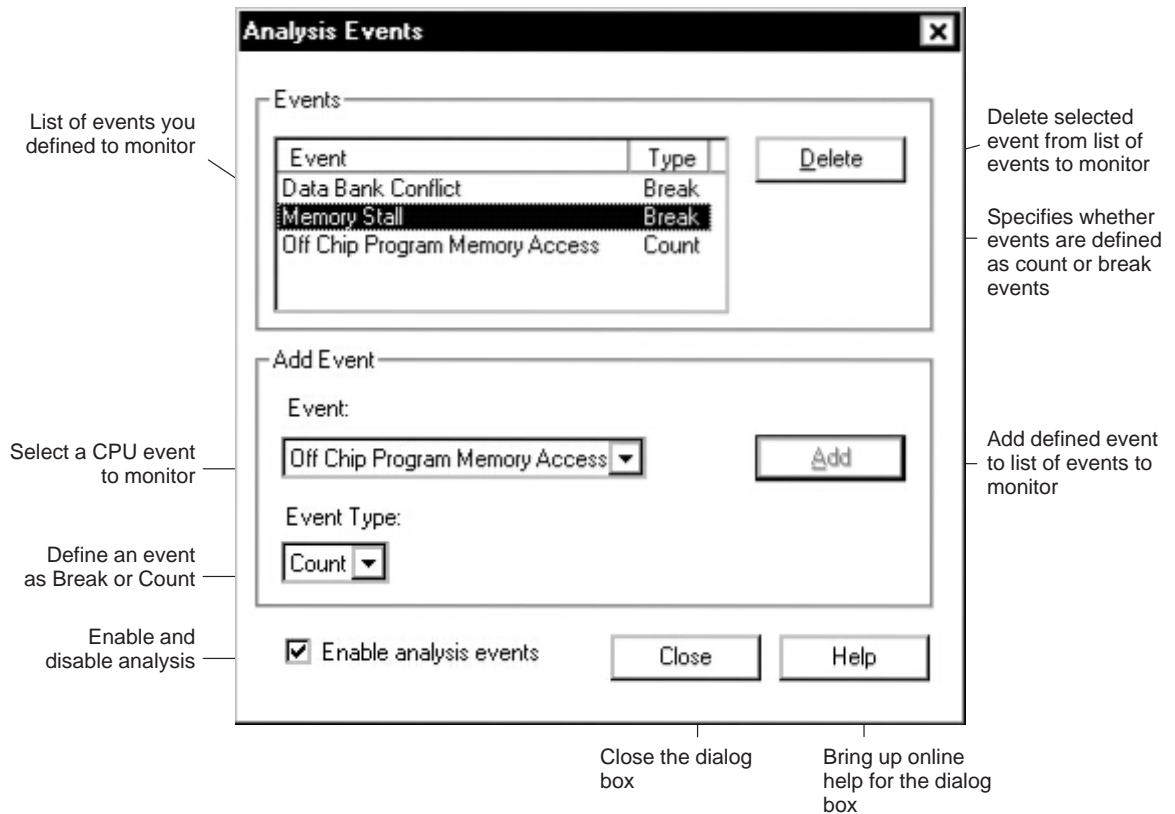 Analysis Events
Events
List of events you
defined to monitor
Event Type
Data Bank Conflict Break
Memory Stall Break
Off Chip Program Memory Access Count
Delete
Delete selected
event from list of
events to monitor
Specifies whether
events are defined
as count or break
events
Add Event
Event:
Select a CPU event
to monitor
Off Chip Program Memory Access
Add
Add defined event
to list of events to
monitor
Event Type:
Define an event
as Break or Count
Count
Enable and
disable analysis
Enable analysis events
Close
Help
Close the dialog
box
Bring up online
help for the dialog
box